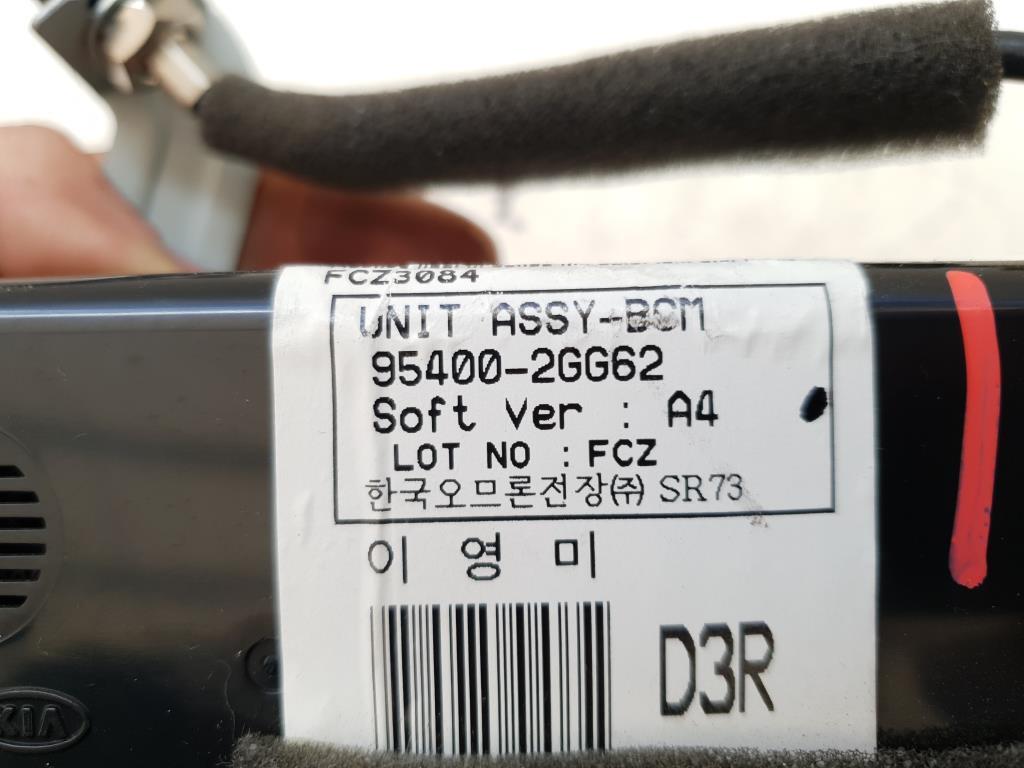 FCZ3084
UNIT ASSY-BCM
95400-2GG62
Soft Ver : A4
LOT NO : FCZ
한국오므론전장㈜ SR73
이 영 미
D3R
KIA